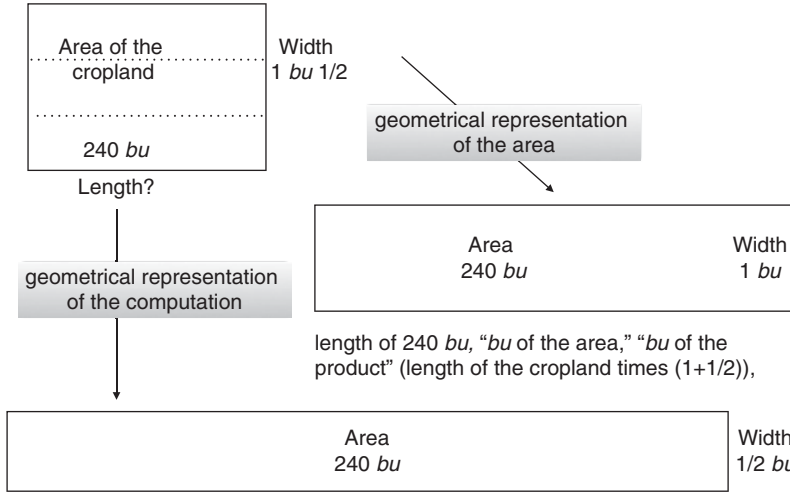 Area of the
cropland
240 bu
Width
1 bu 1/2
Length?
geometrical representation
of the area
Area
240 bu
Width
1 bu
geometrical representation
of the computation
length of 240 bu, “bu of the area,” “bu of the
product” (length of the cropland times (1+1/2)),
Area
240 bu
Width
1/2 bu